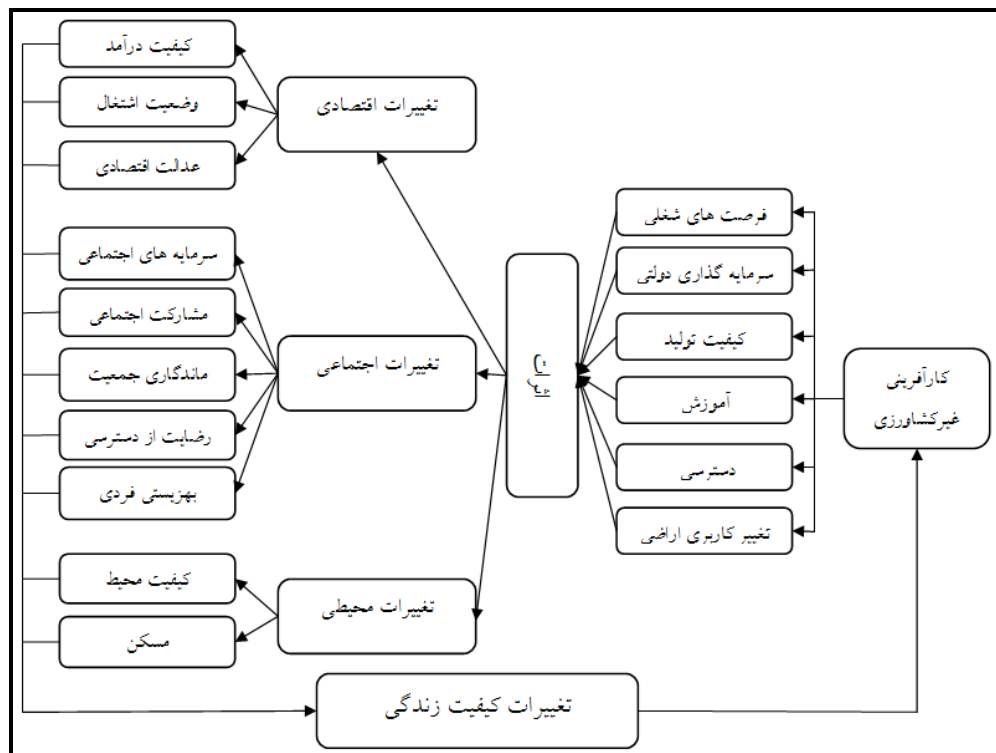 کارآفرینی
غیرکشاورزی
فرصت های شغلی
سرمایه گذاری دولتی
کیفیت تولید
آموزش
دسترسی
تغییر کاربری اراضی
اثرات
تغییرات اقتصادی
کیفیت درآمد
وضعیت اشتغال
عدالت اقتصادی
تغییرات اجتماعی
سرمایه های اجتماعی
مشارکت اجتماعی
ماندگاری جمعیت
رضایت از دسترسی
بهزیستی فردی
تغییرات محیطی
کیفیت محیط
مسکن
تغییرات کیفیت زندگی